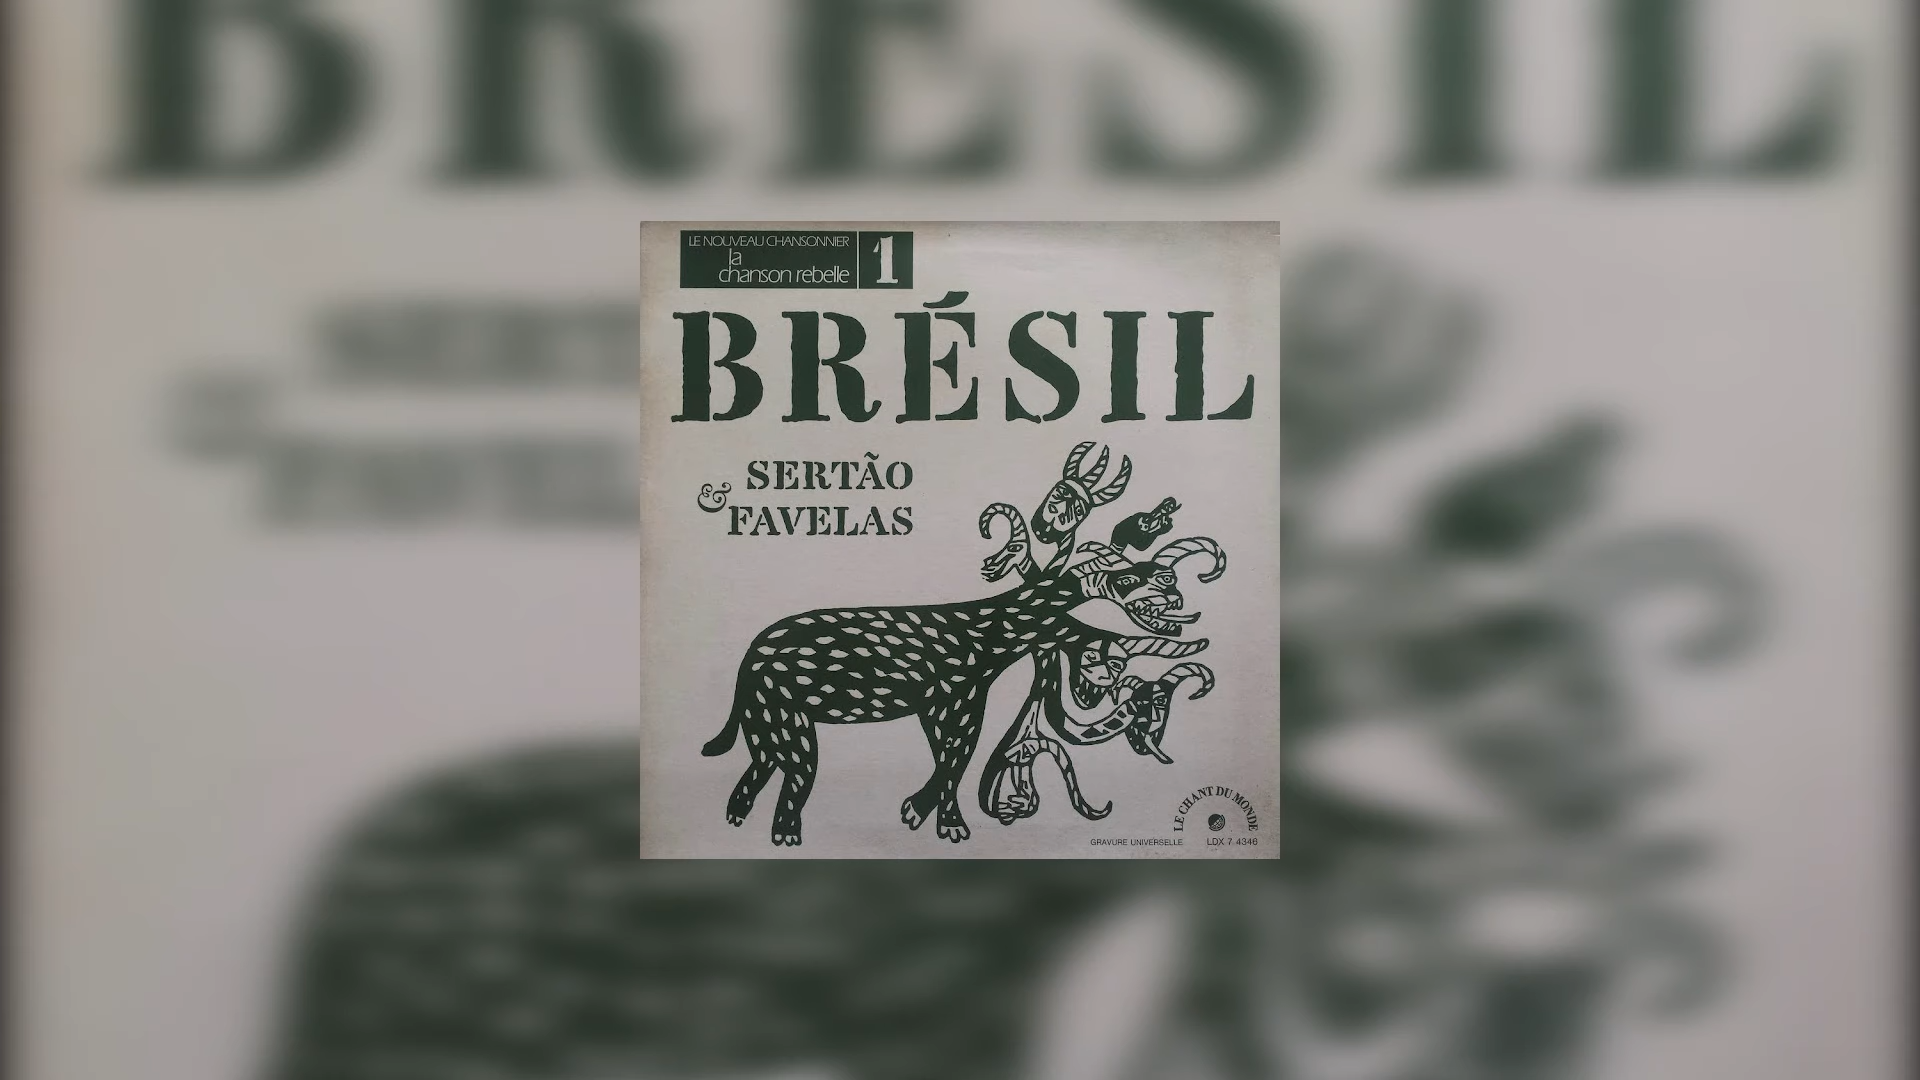 LE NOUVEAU CHANSONNIER
la
chanson rebelle
1
BRÉSIL
SERTÃO
& FAVELAS
LE CHANT DU MONDE
GRAVURE UNIVERSELLE
LDX 7 4346